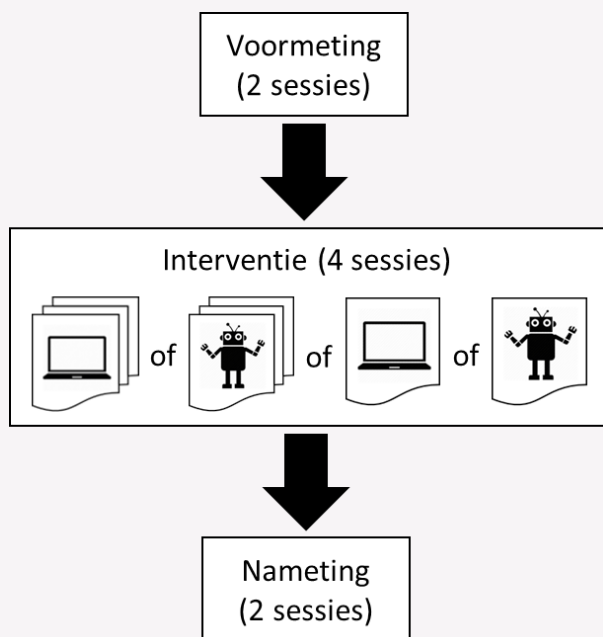 Voormeting
(2 sessies)
Interventie (4 sessies)
of of of
Nameting
(2 sessies)